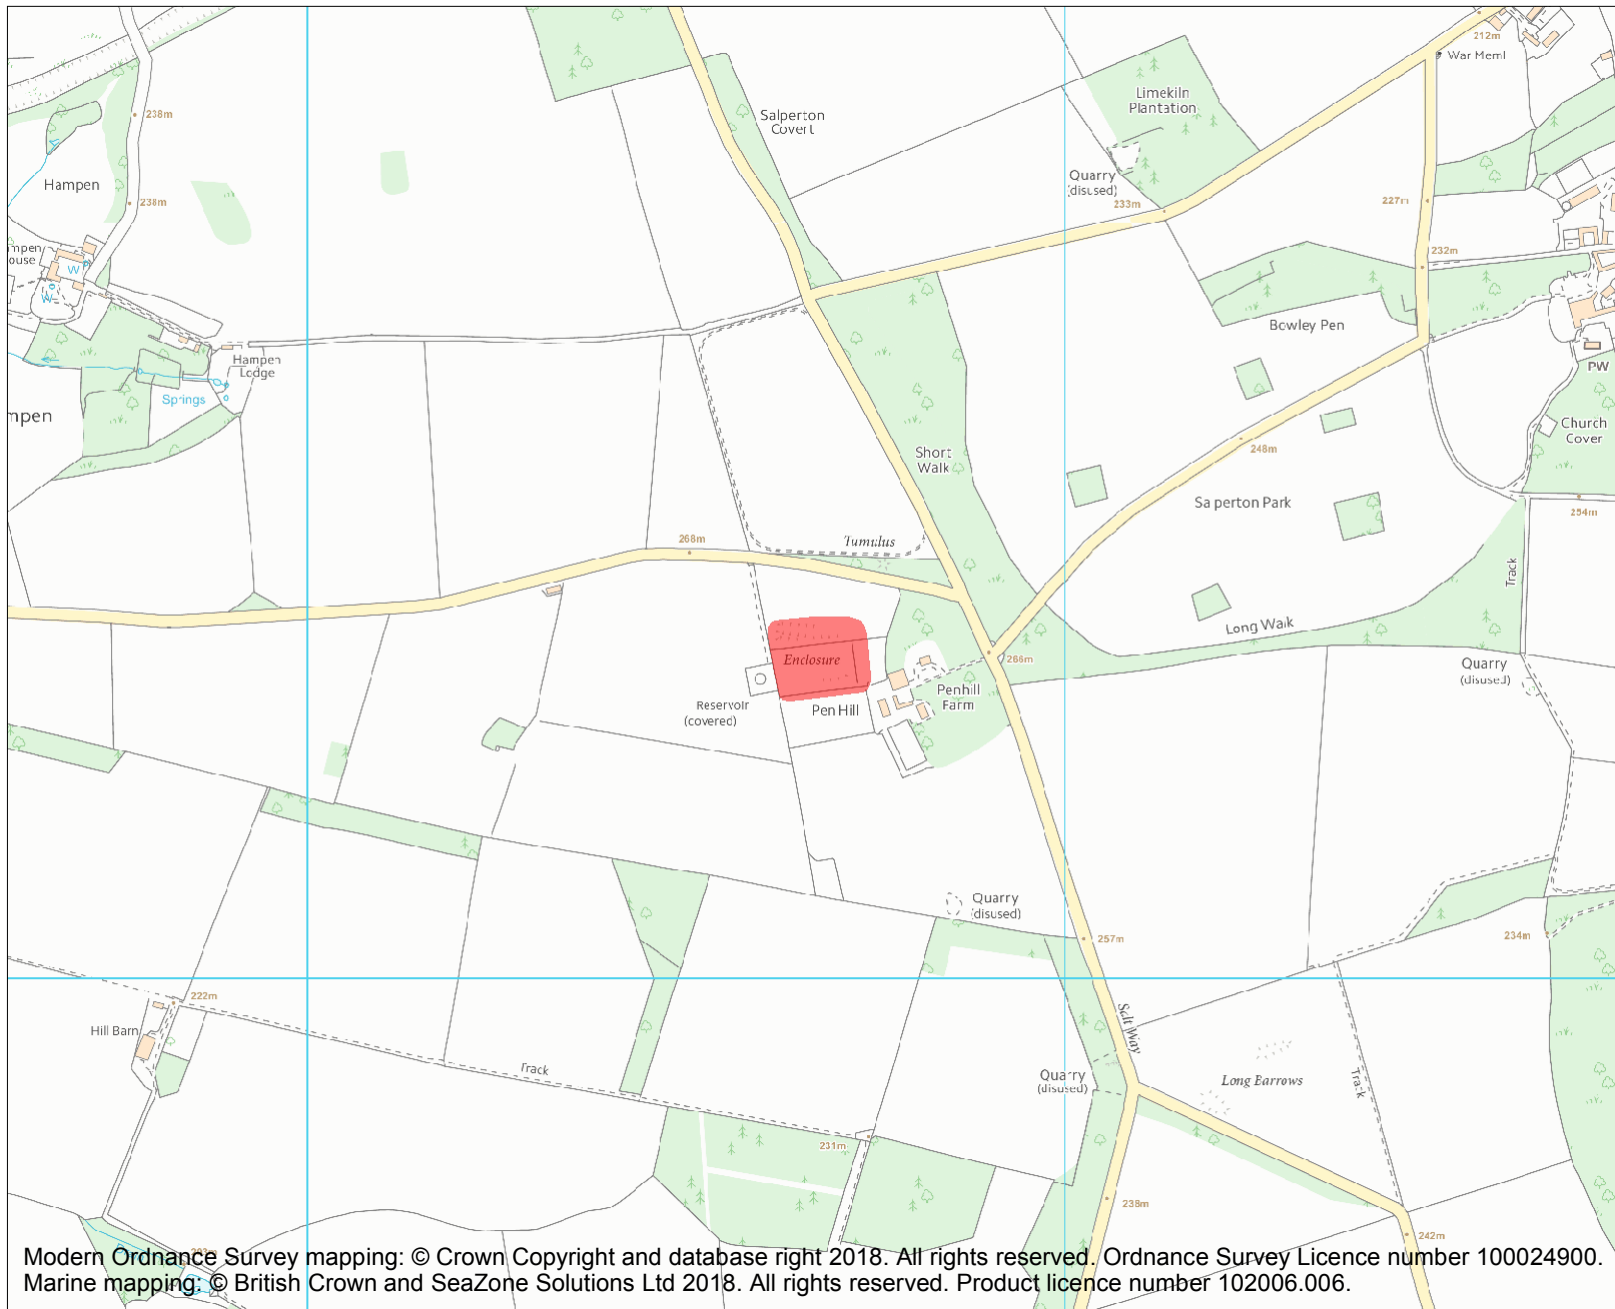 212m
War Meml
Limekiln
Plantation
238m
Salperton
Covert
Hampen
Quarry
(disused)
238m
233m
227m
232m
mpen
ouse
W
W
Bowley Pen
Hampen
Lodge
PW
Springs
mpen
Church
Cover
248m
Short
Walk
Sa perton Park
254m
268m
Tumulus
Track
Long Walk
Enclosure
266m
Quarry
(disused)
Reservoir
(covered)
Pen Hill
Penhill
Farm
Quarry
(disused)
257m
234m
222m
Hill Barn
Salt Way
Track
Quarry
(disused)
Long Barrows
Track
231m
238m
242m
Modern Ordnance Survey mapping: © Crown Copyright and database right 2018. All rights reserved. Ordnance Survey Licence number 100024900.
Marine mapping: © British Crown and SeaZone Solutions Ltd 2018. All rights reserved. Product licence number 102006.006.